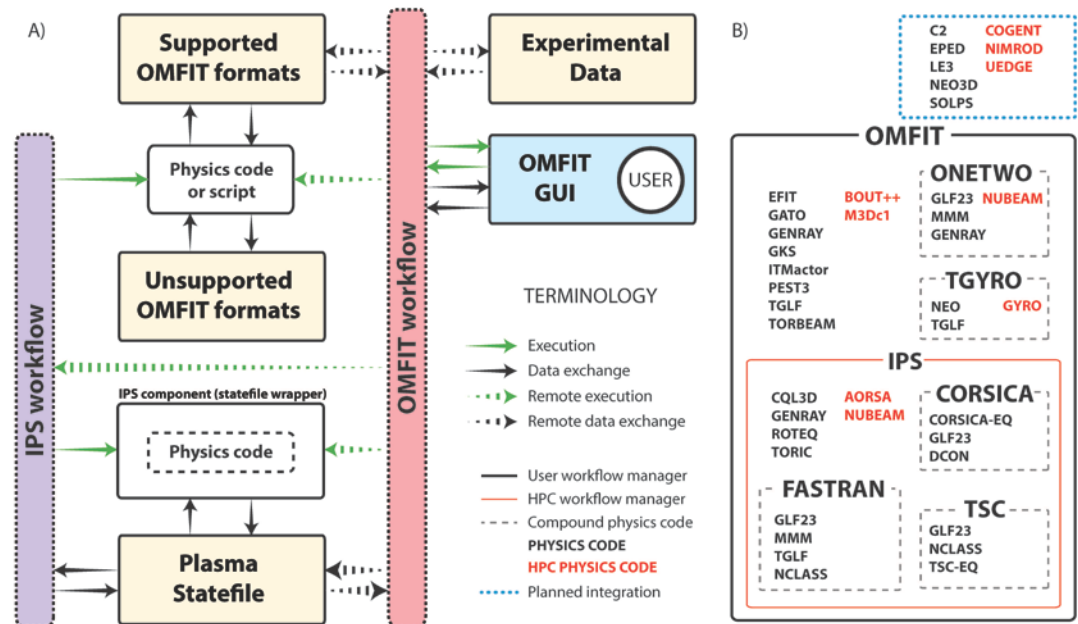 A)
Supported
OMFIT formats
Experimental
Data
Physics code
or script
OMFIT
GUI
USER
Unsupported
OMFIT formats
IPS workflow
OMFIT workflow
IPS component (statefile wrapper)
Physics code
Plasma
Statefile
TERMINOLOGY
Execution
Data exchange
Remote execution
Remote data exchange
User workflow manager
HPC workflow manager
Compound physics code
PHYSICS CODE
HPC PHYSICS CODE
Planned integration
B)
C2 COGENT
EPED NIMROD
LE3 UEDGE
NEO3D
SOLPS
OMFIT
EFIT BOUT++
GATO M3Dc1
GENRAY
GKS
ITMactor
PEST3
TGLF
TORBEAM
ONETWO
GLF23 NUBEAM
MMM
GENRAY
TGYRO
NEO GYRO
TGLF
IPS
CQL3D AORSA
GENRAY NUBEAM
ROTEQ
TORIC
CORSICA
CORSICA-EQ
GLF23
DCON
FASTRAN
GLF23
MMM
TGLF
NCLASS
TSC
GLF23
NCLASS
TSC-EQ